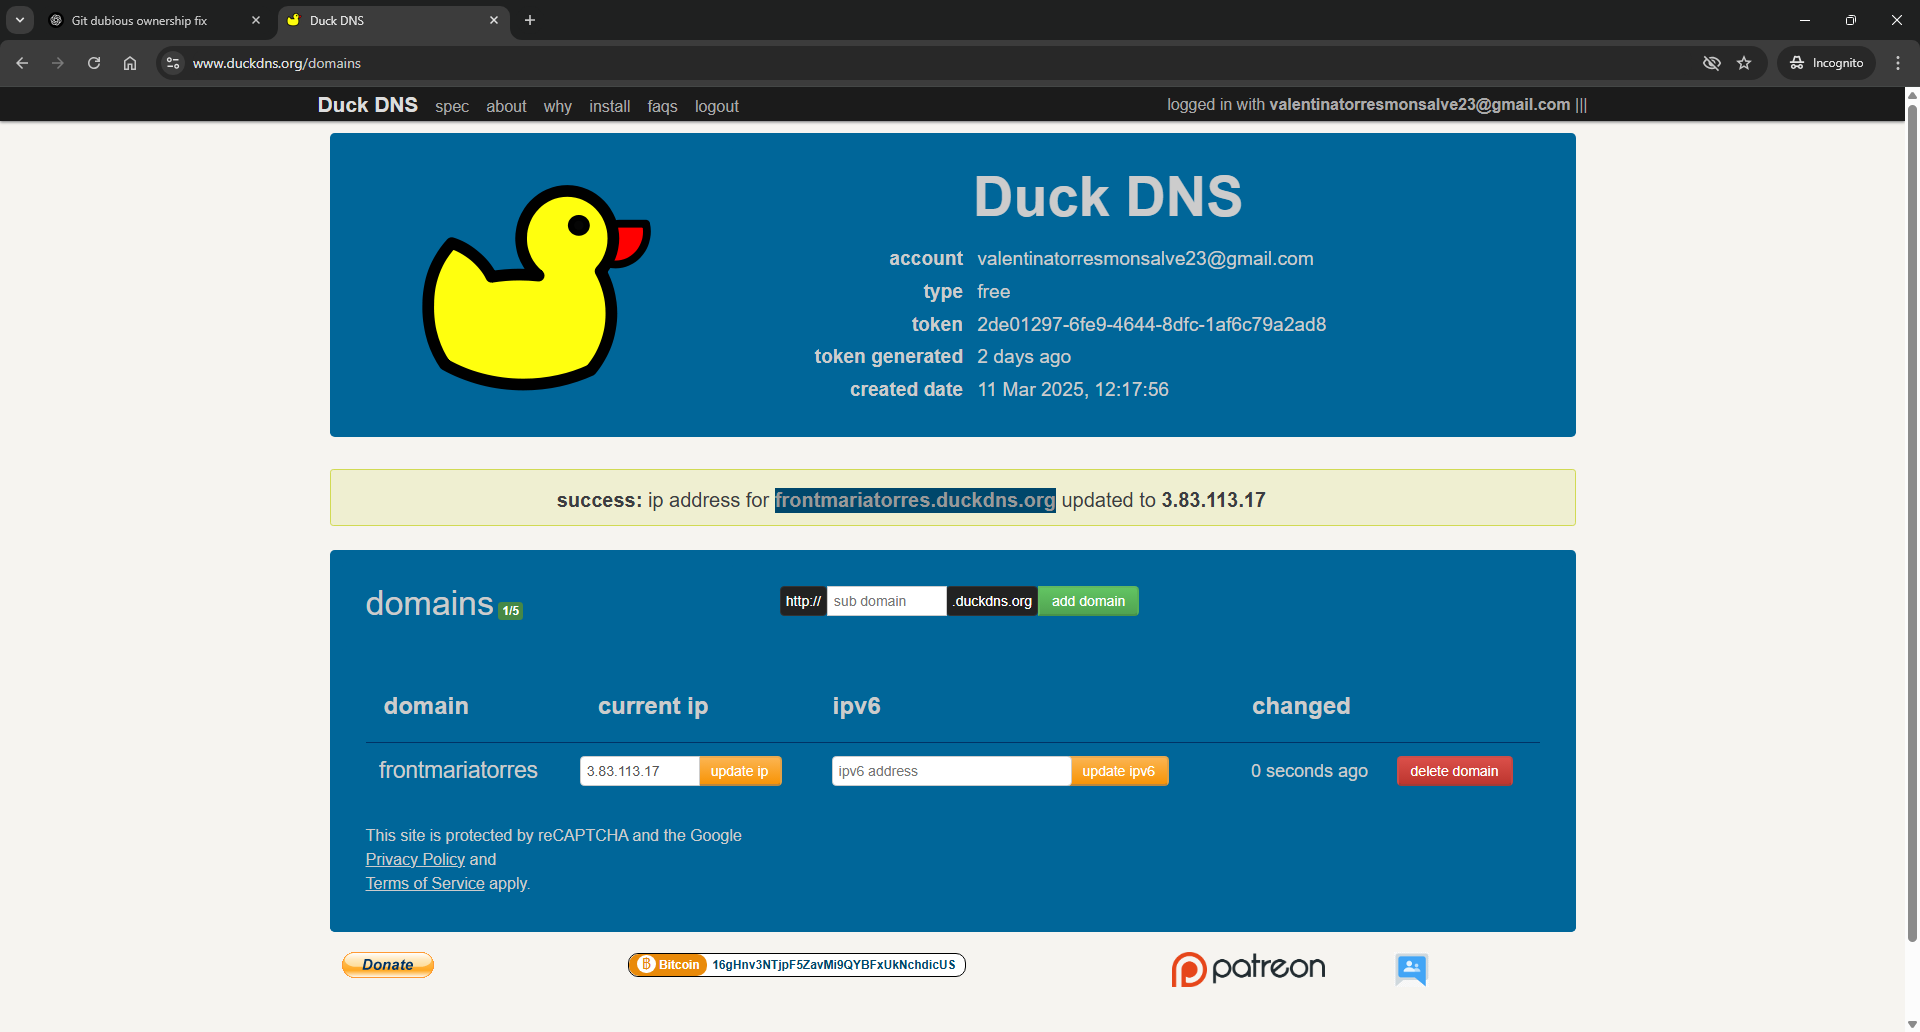 Git dubious ownership fix
Duck DNS
www.duckdns.org/domains
Incognito
Duck DNS spec about why install faqs logout
logged in with valentinatorresmonsalve23@gmail.com |||
Duck DNS
account valentinatorresmonsalve23@gmail.com
type free
token 2de01297-6fe9-4644-8dfc-1af6c79a2ad8
token generated 2 days ago
created date 11 Mar 2025, 12:17:56
success: ip address for frontmariatorres.duckdns.org updated to 3.83.113.17
domains 1/5
http:// sub domain .duckdns.org add domain
domain current ip ipv6 changed
frontmariatorres 3.83.113.17 update ip ipv6 address update ipv6 0 seconds ago delete domain
This site is protected by reCAPTCHA and the Google
Privacy Policy and
Terms of Service apply.
Donate
Bitcoin 16gHnv3NTjpF5ZavMi9QYBFxUkNchdicUS
patreon